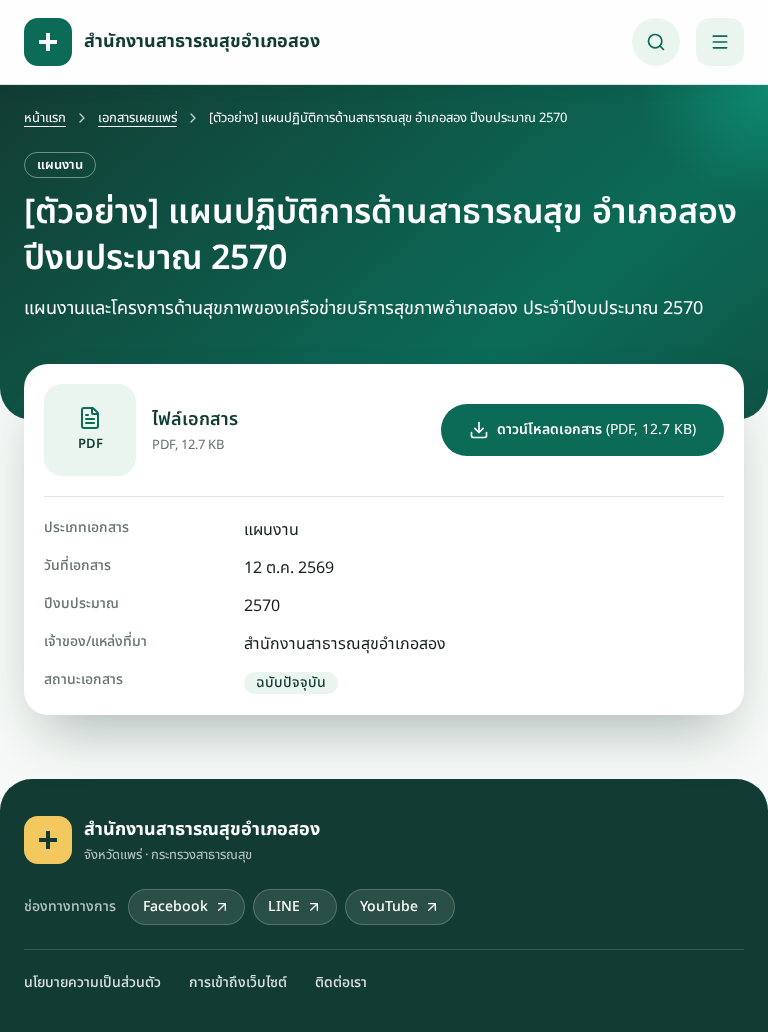 สำนักงานสาธารณสุขอำเภอสอง
หน้าแรก
เอกสารเผยแพร่
[ตัวอย่าง] แผนปฏิบัติการด้านสาธารณสุข อำเภอสอง ปีงบประมาณ 2570
แผนงาน
[ตัวอย่าง] แผนปฏิบัติการด้านสาธารณสุข อำเภอสอง
ปีงบประมาณ 2570
แผนงานและโครงการด้านสุขภาพของเครือข่ายบริการสุขภาพอำเภอสอง ประจำปีงบประมาณ 2570
PDF
ไฟล์เอกสาร
PDF, 12.7 KB
ดาวน์โหลดเอกสาร (PDF, 12.7 KB)
ประเภทเอกสาร
แผนงาน
วันที่เอกสาร
12 ต.ค. 2569
ปีงบประมาณ
2570
เจ้าของ/แหล่งที่มา
สำนักงานสาธารณสุขอำเภอสอง
สถานะเอกสาร
ฉบับปัจจุบัน
สำนักงานสาธารณสุขอำเภอสอง
จังหวัดแพร่ · กระทรวงสาธารณสุข
ช่องทางทางการ
Facebook
LINE
YouTube
นโยบายความเป็นส่วนตัว
การเข้าถึงเว็บไซต์
ติดต่อเรา